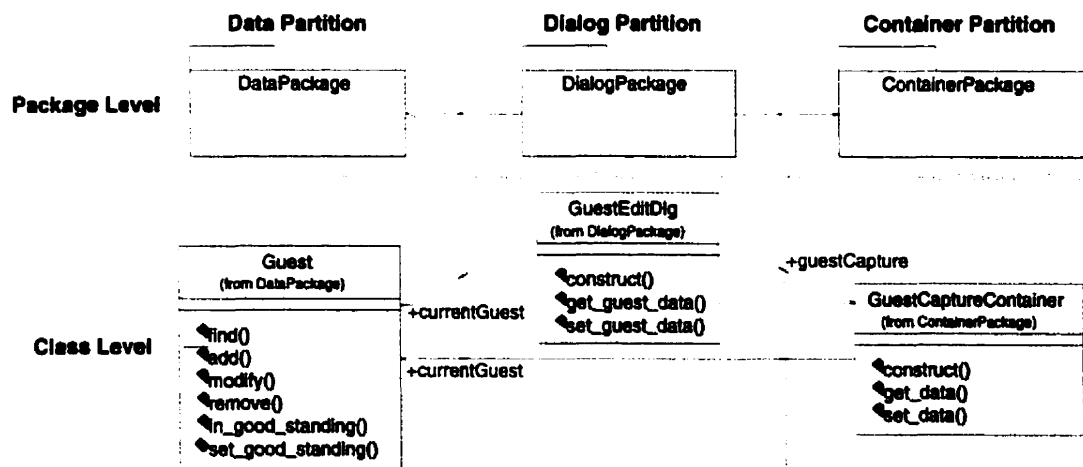 Data Partition
Dialog Partition
Container Partition
Package Level
DataPackage
DialogPackage
ContainerPackage
Class Level
Guest
(from DataPackage)
find()
add()
modify()
remove()
in_good_standing()
set_good_standing()
+currentGuest
+currentGuest
GuestEditDlg
(from DialogPackage)
construct()
get_guest_data()
set_guest_data()
+guestCapture
GuestCaptureContainer
(from ContainerPackage)
construct()
get_data()
set_data()